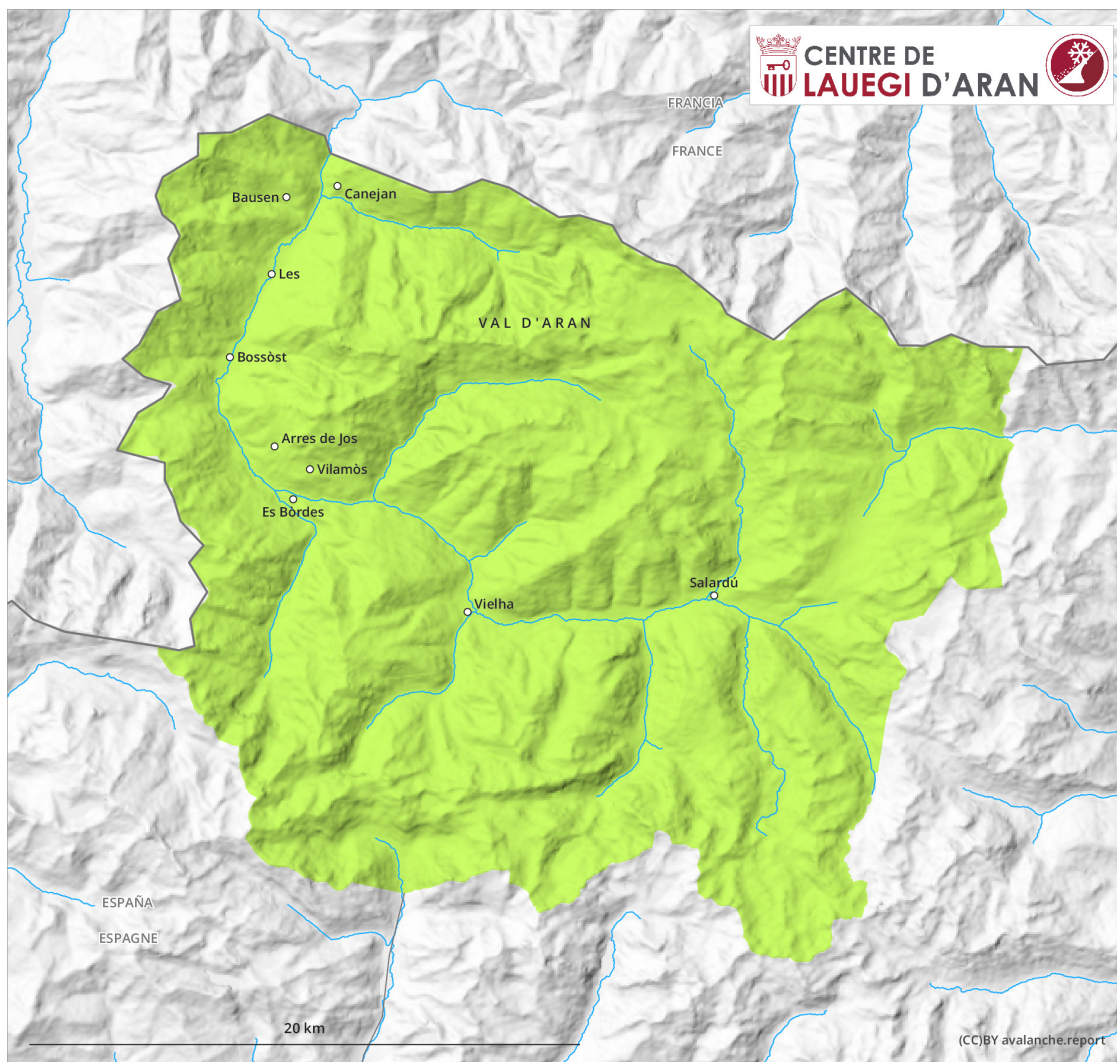 CENTRE DE
LAUEGI D'ARAN
FRANCIA
FRANCE
Bausen
Canejan
Les
VAL D'ARAN
Bossòst
Arres de Jos
Vilamòs
Es Bòrdes
Salardú
Vielha
ESPAÑA
ESPAGNE
20 km
(CC)BY avalanche.report